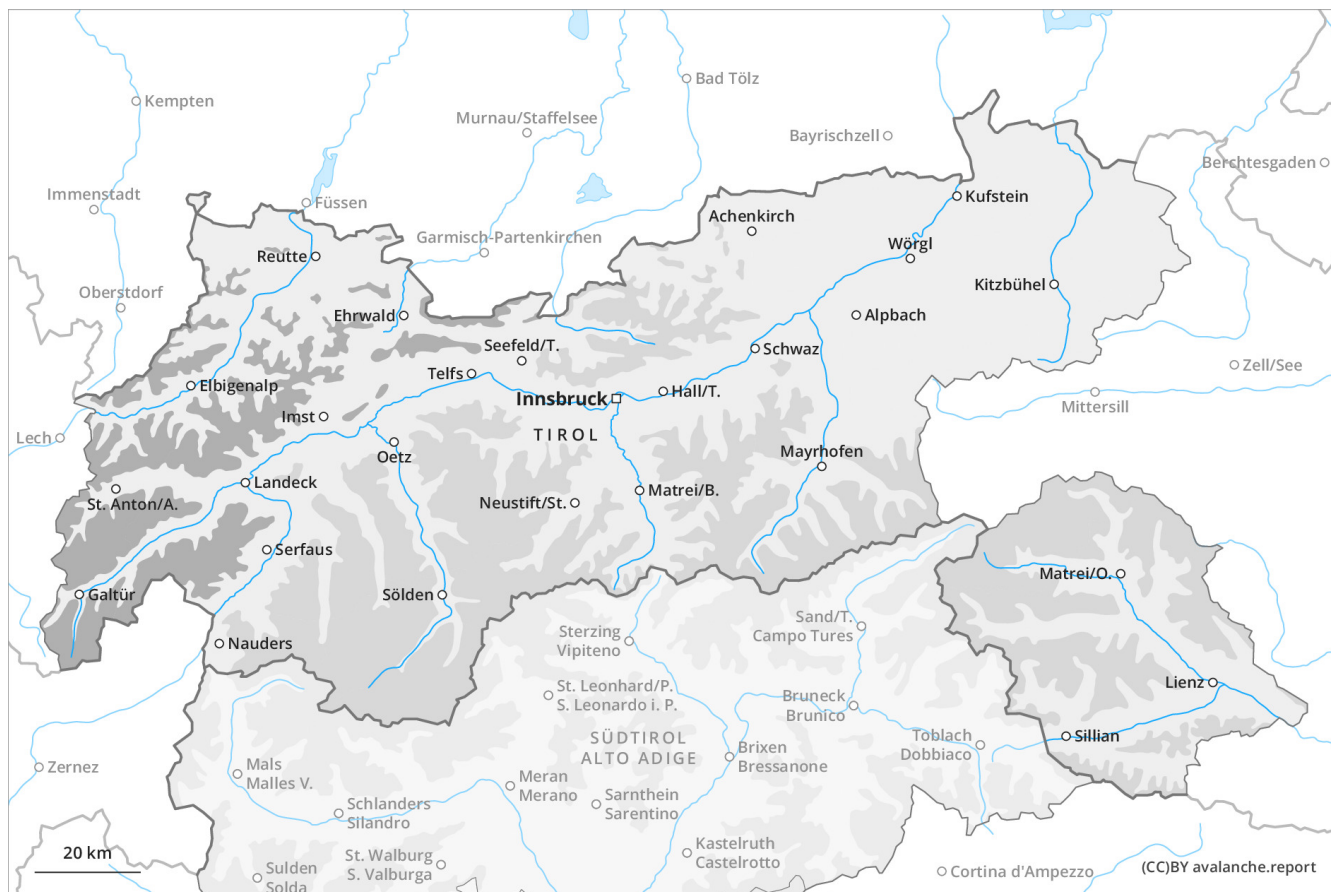 Bad Tölz
Kempten
Murnau/Staffelsee
Bayrischzell
Berchtesgaden
Immenstadt
Füssen
Kufstein
Achenkirch
Garmisch-Partenkirchen
Wörgl
Reutte
Kitzbühel
Oberstdorf
Ehrwald
Alpbach
Seefeld/T.
Schwaz
Zell/See
Telfs
Elbigenalp
Hall/T.
Mittersill
Innsbruck
Imst
TIROL
Lech
Oetz
Mayrhofen
Landeck
Matrei/B.
St. Anton/A.
Neustift/St.
Serfaus
Matrei/O.
Galtür
Sölden
Sand/T.
Campo Tures
Sterzing
Vipiteno
Nauders
Lienz
St. Leonhard/P.
S. Leonardo i. P.
Bruneck
Brunico
Toblach
Dobbiaco
Sillian
SÜDTIROL
ALTO ADIGE
Brixen
Bressanone
Zernez
Mals
Malles V.
Meran
Merano
Sarnthein
Sarentino
Schlanders
Silandro
Kastelruth
Castelrotto
20 km
St. Walburg
S. Valburga
Sulden
Solda
Cortina d'Ampezzo
(CC)BY avalanche.report